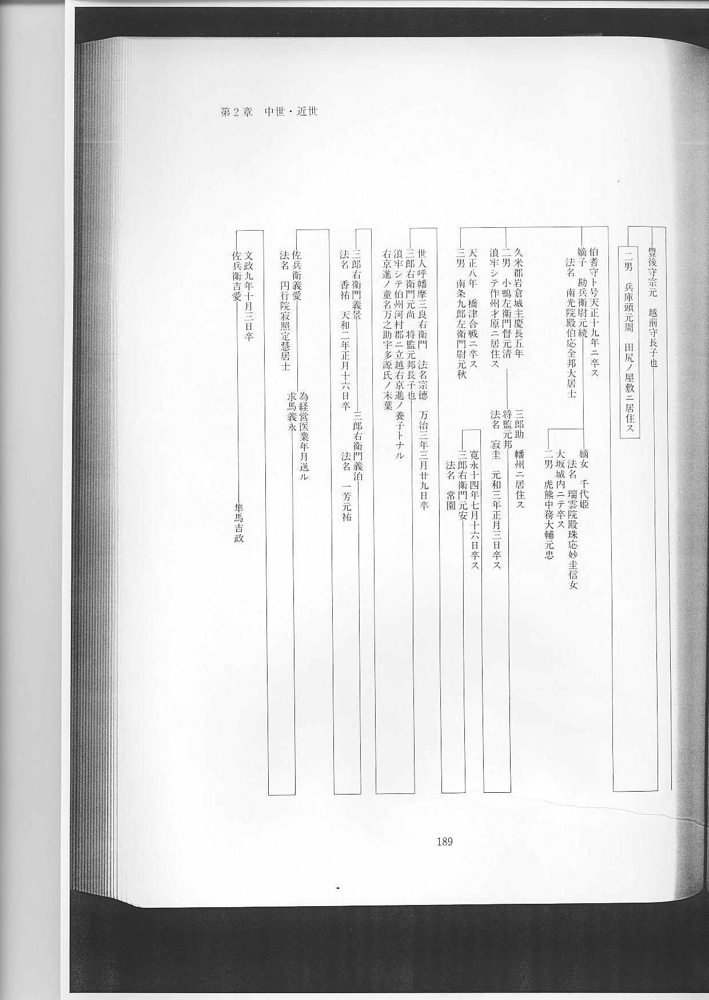 第2章　中世・近世
豊後守宗元　越前守長子也
二男　兵庫頭元周　田尻ノ屋敷ニ居住ス
伯耆守ト号天正十九年ニ卒ス
嫡子　勘兵衛尉元続
法名　南光院殿伯応全邦大居士
嫡女　千代姫
法名　瑞雲院殿珠応妙圭信女
大坂城内ニテ卒ス
二男　虎熊中務大輔元忠
久米郡岩倉城主慶長五年
二男　小鴨左衛門督元清
浪牢シテ作州才原ニ居住ス
三郎助　幡州ニ居住ス
将監元邦
法名　寂圭　元和三年正月三日卒ス
天正八年　橋津合戦ニ卒ス
三男　南条九郎左衛門尉元秋
寛永十四年七月十六日卒ス
三郎右衛門元安
法名　常園
世人呼幡摩三良右衛門　法名宗徳　万治三年三月廿九日卒
三郎右衛門元尚　将監元邦長子也
浪牢シテ伯州河村郡ニ立越右京進ノ養子トナル
右京進ノ童名万之助宇多源氏ノ末葉
三郎右衛門義景
法名　香祐　天和二年正月十六日卒
三郎右衛門義泊
法名　一芳元祐
佐兵衛義愛
法名　円行院寂照定慧居士
為経営医業年月送ル
求馬義永
文政九年十月三日卒
佐兵衛吉愛
隼馬吉政
189